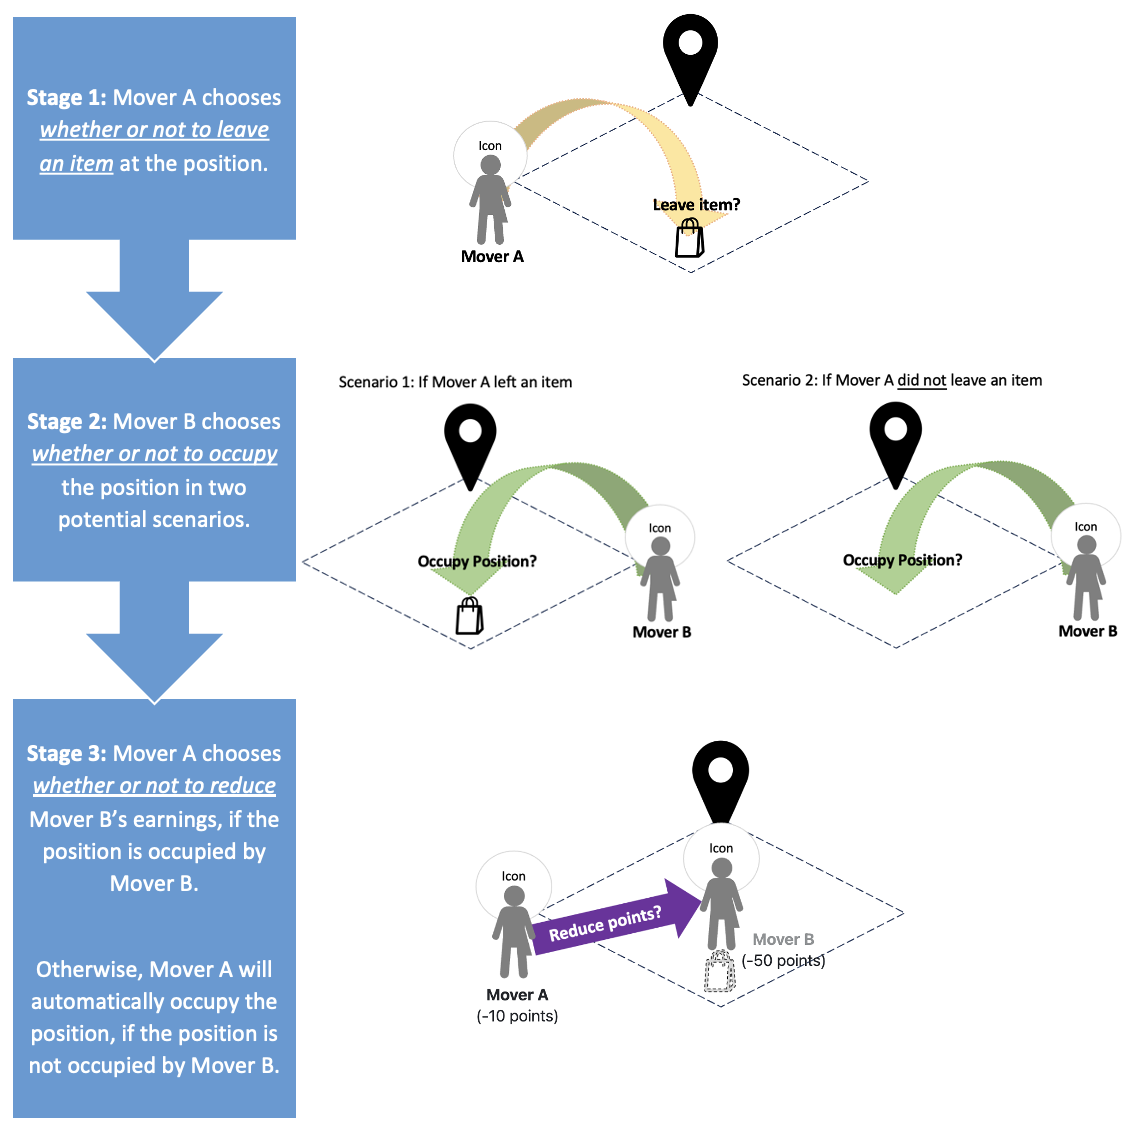 Stage 1: Mover A chooses
whether or not to leave
an item at the position.
Icon
Mover A
Leave item?
Stage 2: Mover B chooses
whether or not to occupy
the position in two
potential scenarios.
Scenario 1: If Mover A left an item
Occupy Position?
Icon
Mover B
Scenario 2: If Mover A did not leave an item
Occupy Position?
Icon
Mover B
Stage 3: Mover A chooses
whether or not to reduce
Mover B’s earnings, if the
position is occupied by
Mover B.
Otherwise, Mover A will
automatically occupy the
position, if the position is
not occupied by Mover B.
Icon
Mover A
(-10 points)
Reduce points?
Icon
Mover B
(-50 points)